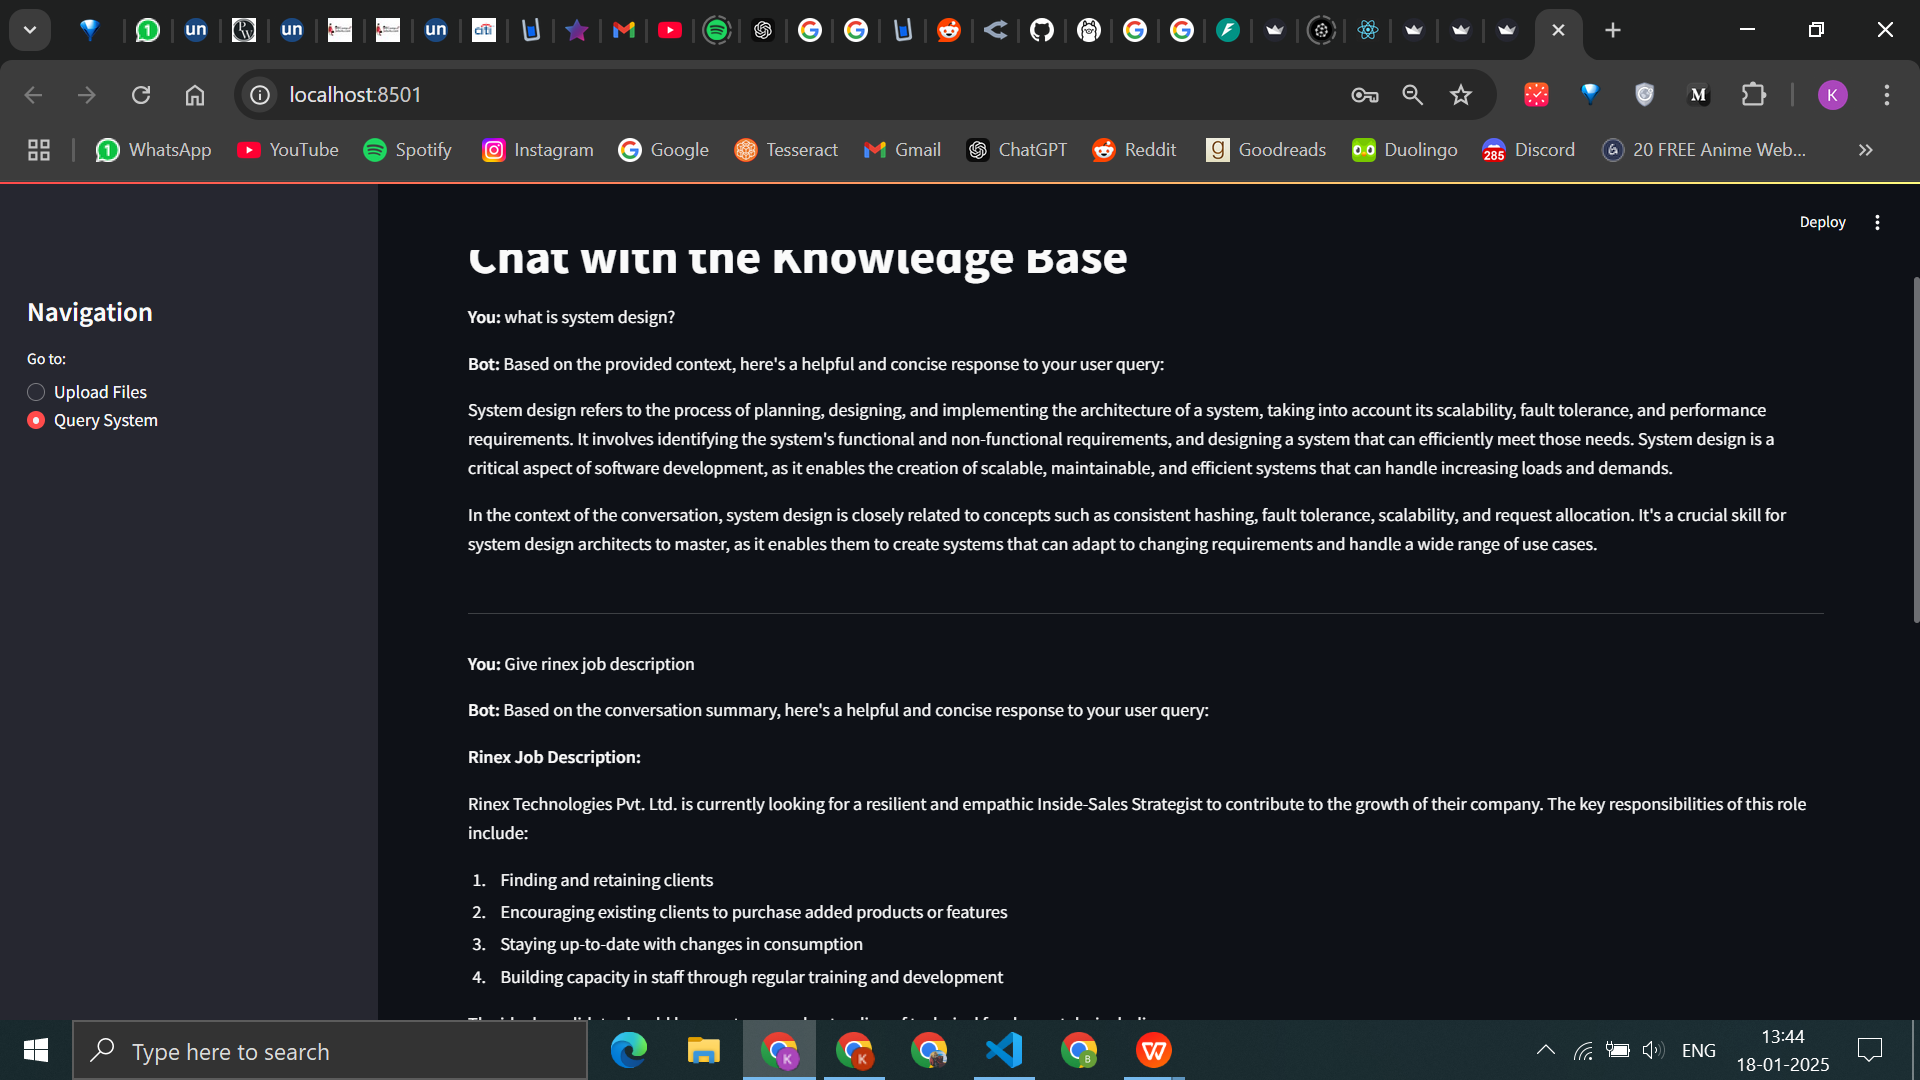 un
un
un
citi
localhost:8501
M
K
WhatsApp
YouTube
Spotify
Instagram
Google
Tesseract
Gmail
ChatGPT
Reddit
Goodreads
Duolingo
285
Discord
20 FREE Anime Web...
Deploy
Navigation
Go to:
Upload Files
Query System
Chat with the Knowledge Base
You: what is system design?
Bot: Based on the provided context, here's a helpful and concise response to your user query:
System design refers to the process of planning, designing, and implementing the architecture of a system, taking into account its scalability, fault tolerance, and performance
requirements. It involves identifying the system's functional and non-functional requirements, and designing a system that can efficiently meet those needs. System design is a
critical aspect of software development, as it enables the creation of scalable, maintainable, and efficient systems that can handle increasing loads and demands.
In the context of the conversation, system design is closely related to concepts such as consistent hashing, fault tolerance, scalability, and request allocation. It's a crucial skill for
system design architects to master, as it enables them to create systems that can adapt to changing requirements and handle a wide range of use cases.
You: Give rinex job description
Bot: Based on the conversation summary, here's a helpful and concise response to your user query:
Rinex Job Description:
Rinex Technologies Pvt. Ltd. is currently looking for a resilient and empathic Inside-Sales Strategist to contribute to the growth of their company. The key responsibilities of this role
include:
1. Finding and retaining clients
2. Encouraging existing clients to purchase added products or features
3. Staying up-to-date with changes in consumption
4. Building capacity in staff through regular training and development
Type here to search
ENG
13:44
18-01-2025